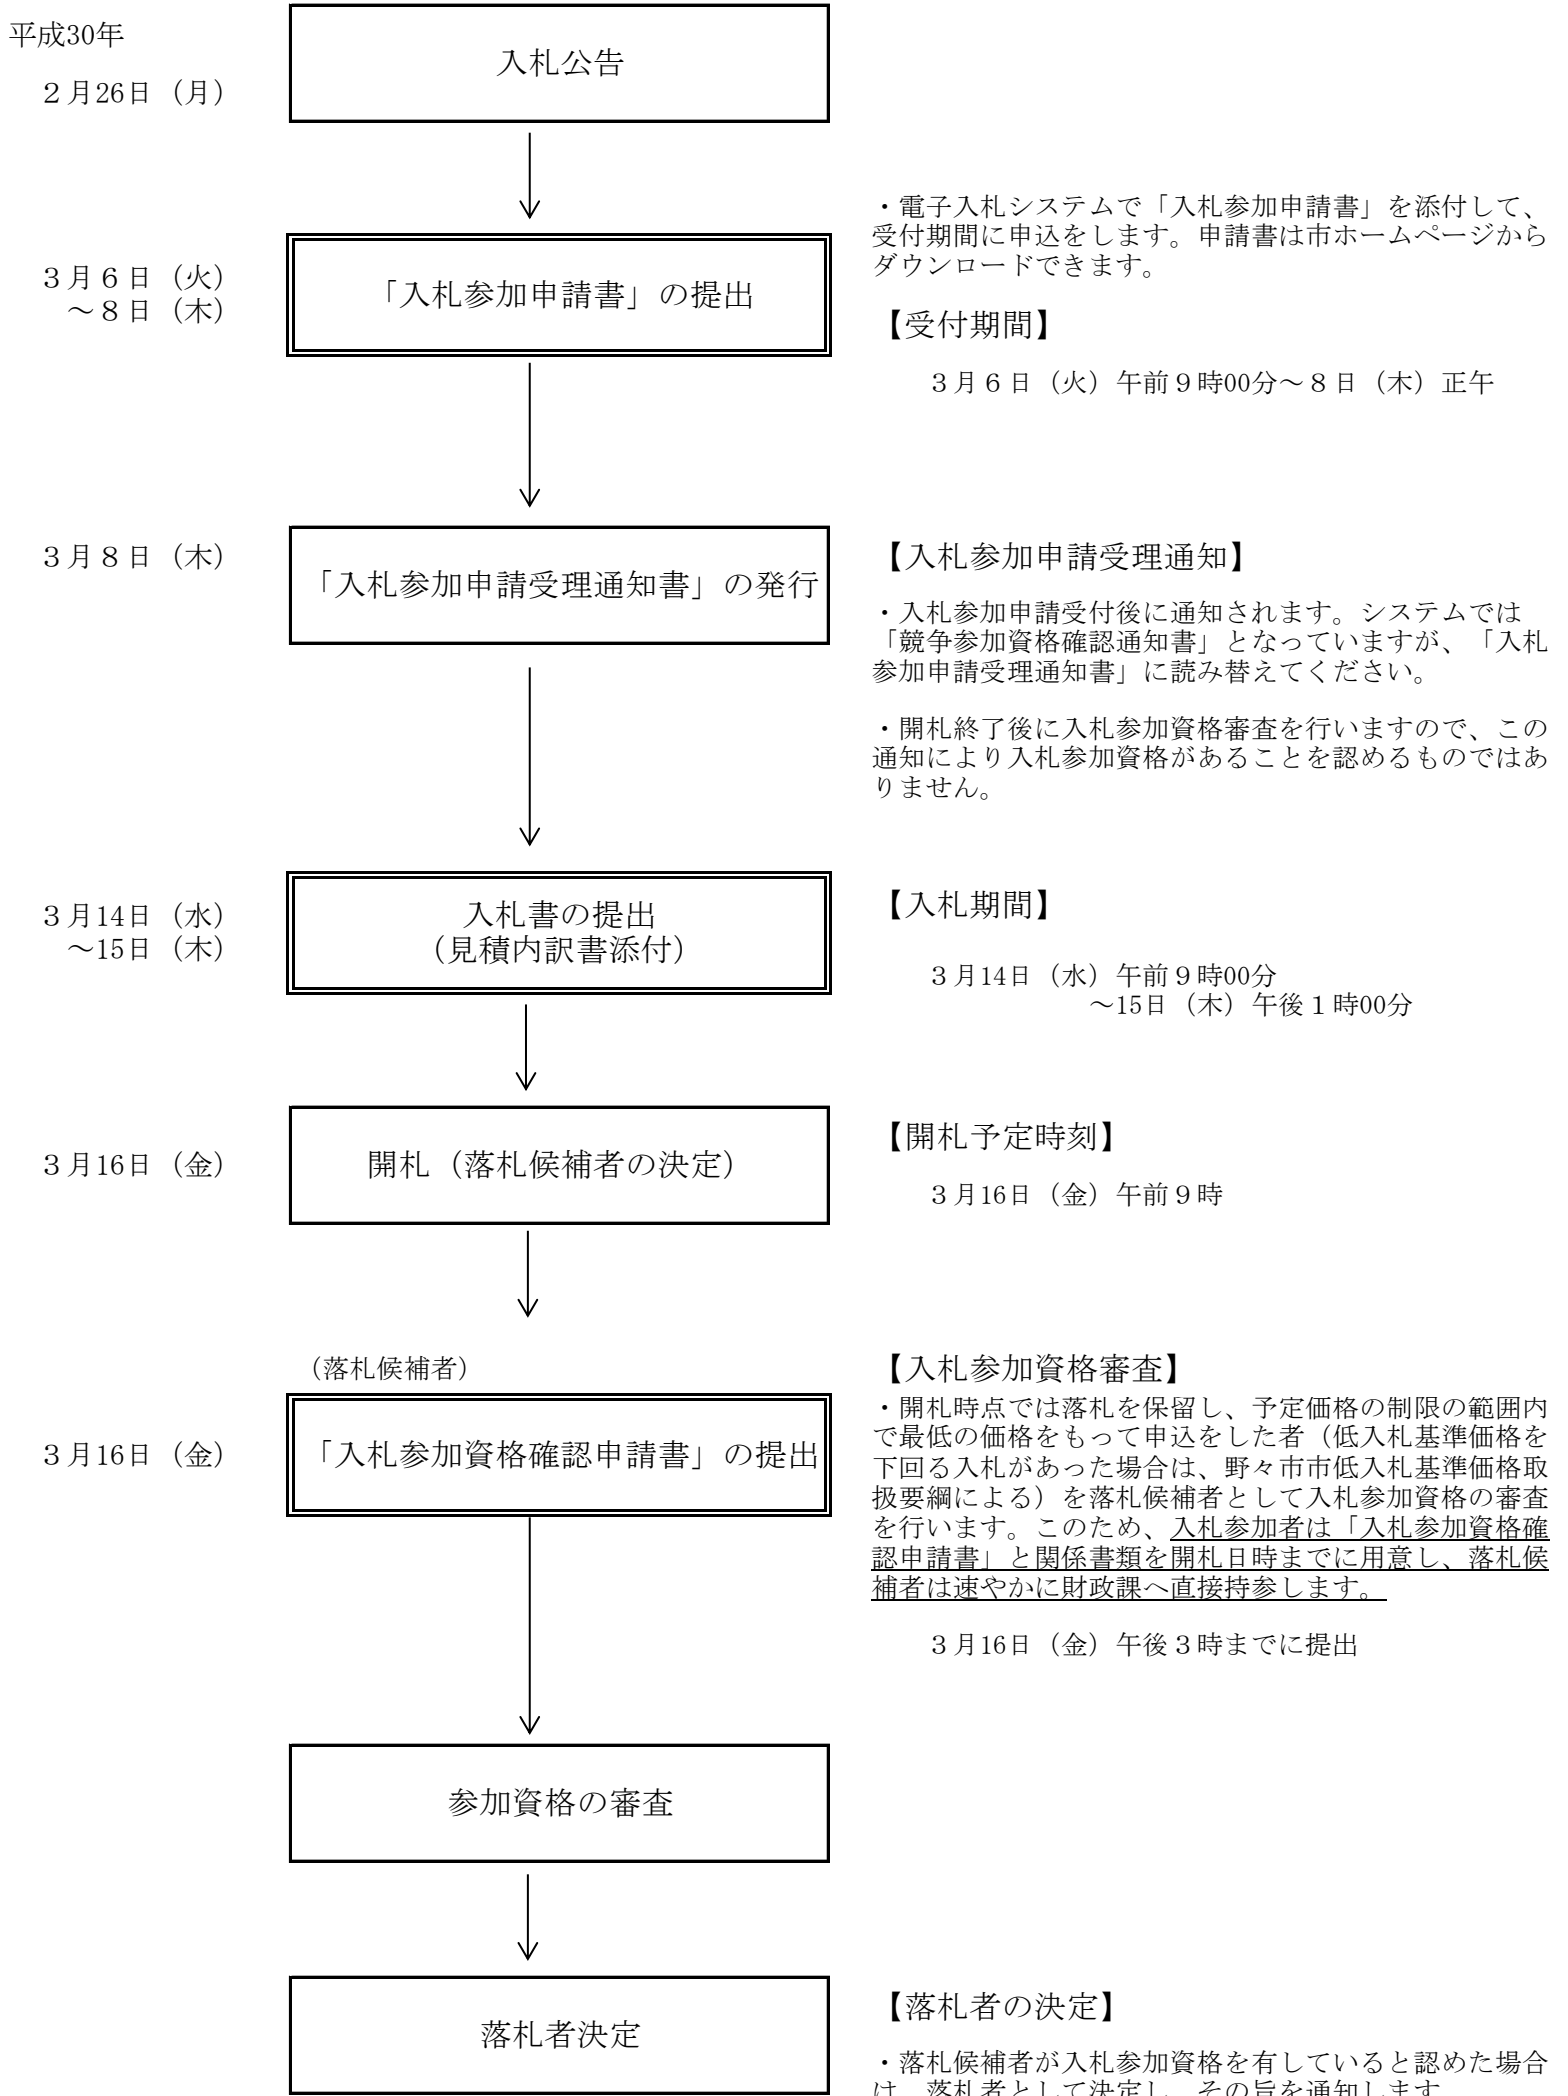 平成30年
２月26日（月）
入札公告
３月６日（火）
～８日（木）
「入札参加申請書」の提出
・電子入札システムで「入札参加申請書」を添付して、
受付期間に申込をします。申請書は市ホームページから
ダウンロードできます。
【受付期間】
３月６日（火）午前９時00分～８日（木）正午
３月８日（木）
「入札参加申請受理通知書」の発行
【入札参加申請受理通知】
・入札参加申請受付後に通知されます。システムでは
「競争参加資格確認通知書」となっていますが、「入札
参加申請受理通知書」に読み替えてください。
・開札終了後に入札参加資格審査を行いますので、この
通知により入札参加資格があることを認めるものではあ
りません。
３月14日（水）
～15日（木）
入札書の提出
（見積内訳書添付）
【入札期間】
３月14日（水）午前９時00分
～15日（木）午後１時00分
３月16日（金）
開札（落札候補者の決定）
【開札予定時刻】
３月16日（金）午前９時
（落札候補者）
３月16日（金）
「入札参加資格確認申請書」の提出
【入札参加資格審査】
・開札時点では落札を保留し、予定価格の制限の範囲内
で最低の価格をもって申込をした者（低入札基準価格を
下回る入札があった場合は、野々市市低入札基準価格取
扱要綱による）を落札候補者として入札参加資格の審査
を行います。このため、入札参加者は「入札参加資格確
認申請書」と関係書類を開札日時までに用意し、落札候
補者は速やかに財政課へ直接持参します。
３月16日（金）午後３時までに提出
参加資格の審査
落札者決定
【落札者の決定】
・落札候補者が入札参加資格を有していると認めた場合
は、落札者として決定し、その旨を通知します。